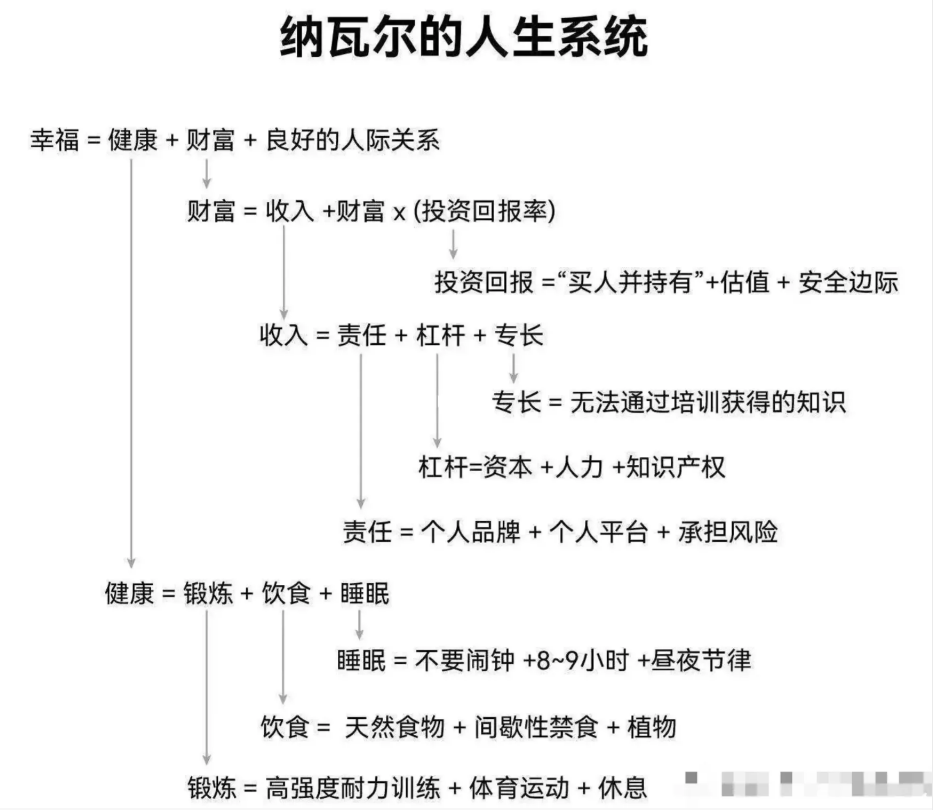 纳瓦尔的人生系统
幸福 = 健康 + 财富 + 良好的人际关系
财富 = 收入 +财富 x (投资回报率)
投资回报 =“买人并持有”+估值 + 安全边际
收入 = 责任 + 杠杆 + 专长
专长 = 无法通过培训获得的知识
杠杆=资本 +人力 +知识产权
责任 = 个人品牌 + 个人平台 + 承担风险
健康 = 锻炼 + 饮食 + 睡眠
睡眠 = 不要闹钟 +8~9小时 +昼夜节律
饮食 = 天然食物 + 间歇性禁食 + 植物
锻炼 = 高强度耐力训练 + 体育运动 + 休息